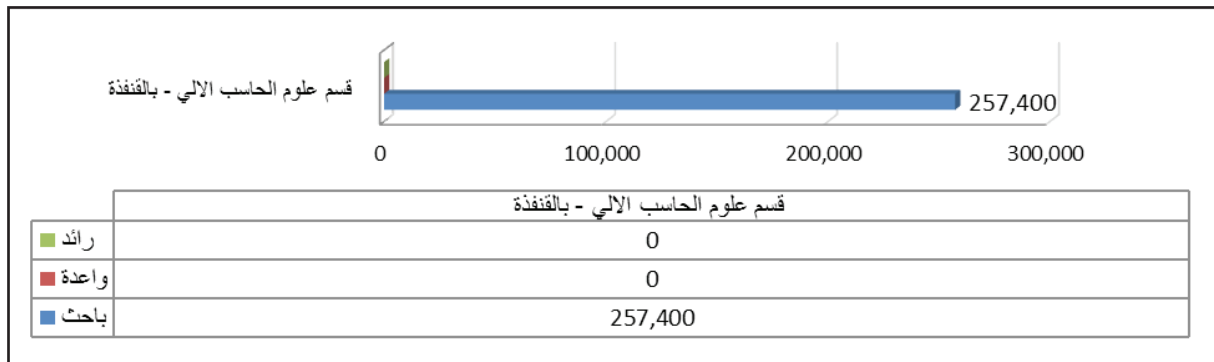 قسم علوم الحاسب الالي - بالقنفذة
257,400
0 100,000 200,000 300,000
قسم علوم الحاسب الالي - بالقنفذة
رائد 0
واعدة 0
باحث 257,400